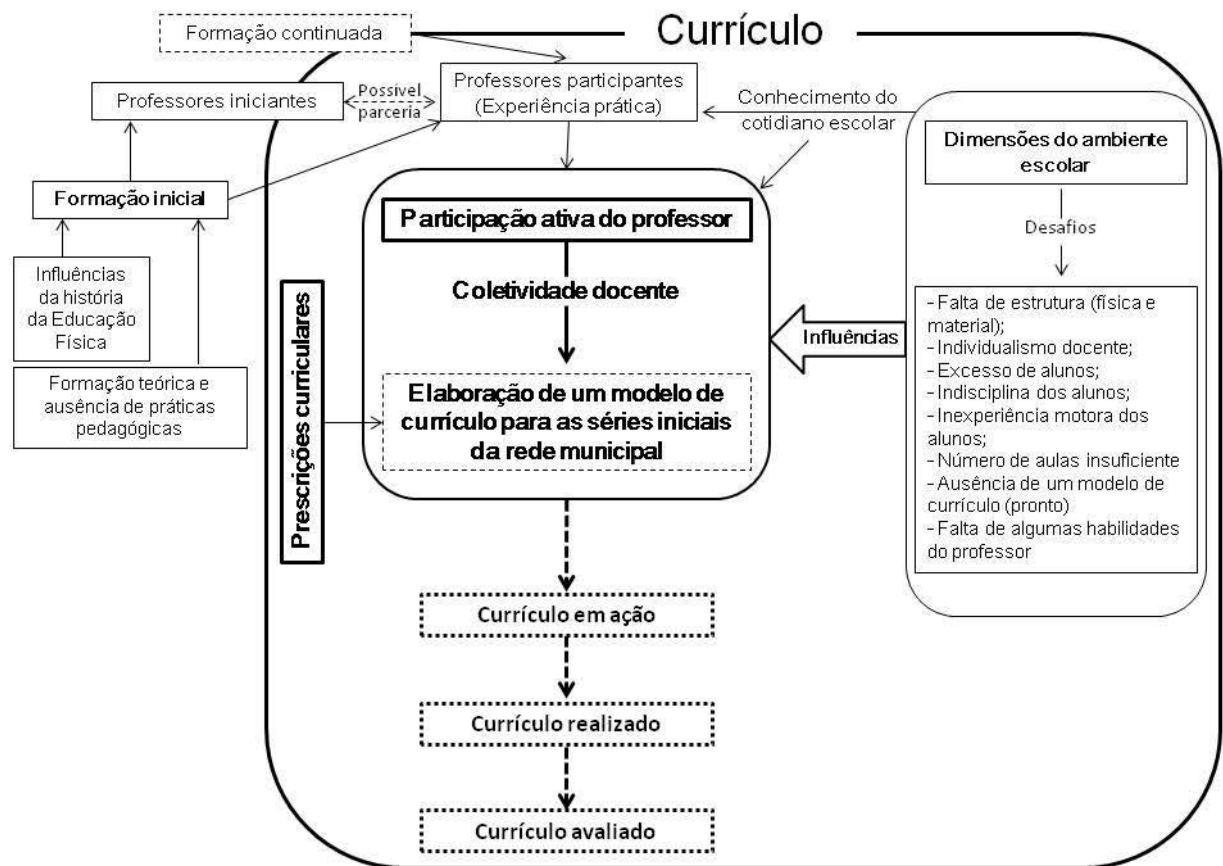 Currículo
Formação continuada
Professores participantes
(Experiência prática)
Professores iniciantes
Possível
parceria
Conhecimento do
cotidiano escolar
Dimensões do ambiente
escolar
Formação inicial
Participação ativa do professor
Desafios
Influências
da história
da Educação
Física
Coletividade docente
Prescrições curriculares
Influências
- Falta de estrutura (física e
material);
- Individualismo docente;
- Excesso de alunos;
- Indisciplina dos alunos;
- Inexperiência motora dos
alunos;
- Número de aulas insuficiente
- Ausência de um modelo de
currículo (pronto)
- Falta de algumas habilidades
do professor
Formação teórica e
ausência de práticas
pedagógicas
Elaboração de um modelo de
currículo para as séries iniciais
da rede municipal
Currículo em ação
Currículo realizado
Currículo avaliado